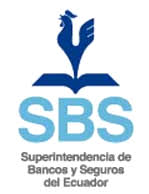 SBS
Superintendencia de
Bancos y Seguros
del Ecuador